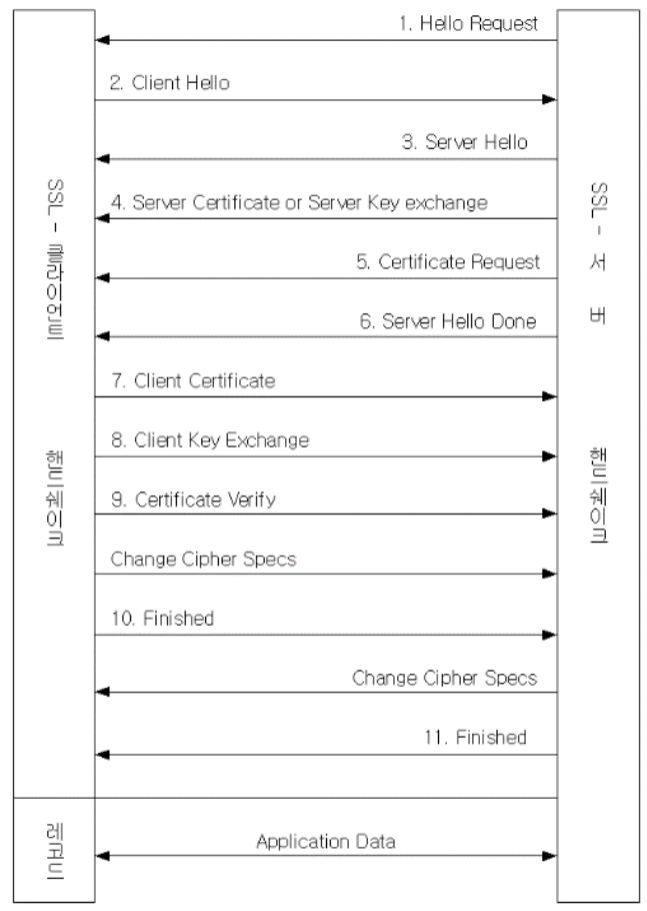 1. Hello Request
2. Client Hello
3. Server Hello
4. Server Certificate or Server Key exchange
5. Certificate Request
6. Server Hello Done
7. Client Certificate
8. Client Key Exchange
9. Certificate Verify
Change Cipher Specs
10. Finished
Change Cipher Specs
11. Finished
Application Data
SSL - 클라이언트 핸드쉐이크
레코드
SSL - 서 버 핸드쉐이크